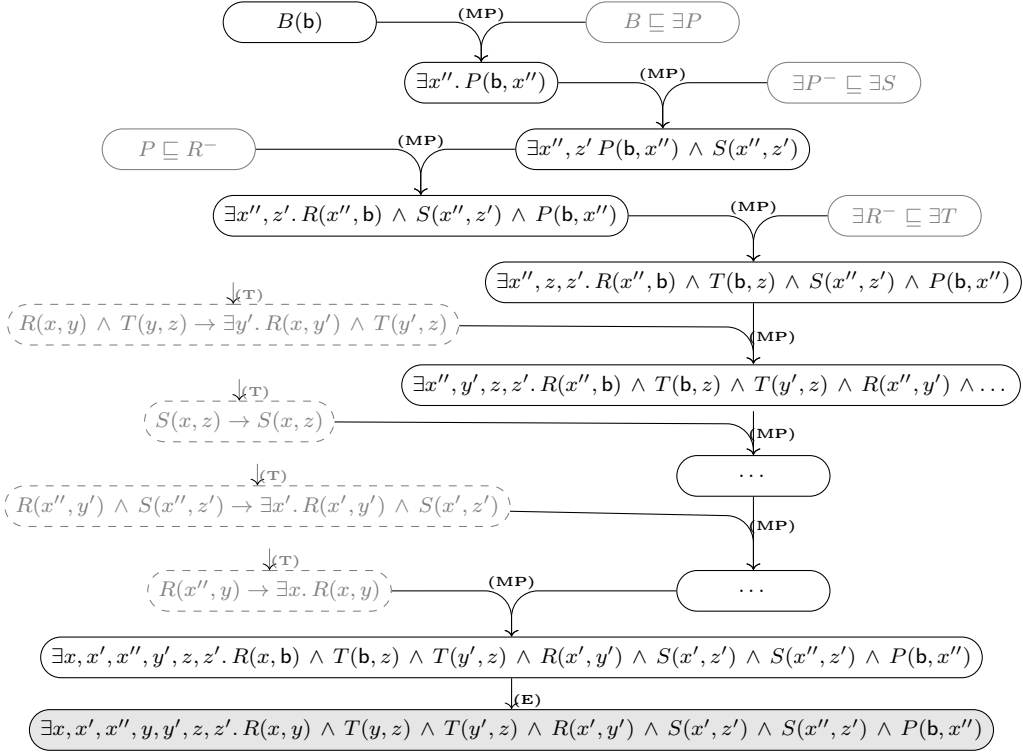 B(b) (MP) B ⊑ ∃P
∃x″. P(b, x″) (MP) ∃P⁻ ⊑ ∃S
P ⊑ R⁻ (MP) ∃x″, z′ P(b, x″) ∧ S(x″, z′)
∃x″, z′. R(x″, b) ∧ S(x″, z′) ∧ P(b, x″) (MP) ∃R⁻ ⊑ ∃T
∃x″, z, z′. R(x″, b) ∧ T(b, z) ∧ S(x″, z′) ∧ P(b, x″)
(T)
R(x, y) ∧ T(y, z) → ∃y′. R(x, y′) ∧ T(y′, z) (MP)
∃x″, y′, z, z′. R(x″, b) ∧ T(b, z) ∧ T(y′, z) ∧ R(x″, y′) ∧ …
(T)
S(x, z) → S(x, z) (MP)
⋯
(T)
R(x″, y′) ∧ S(x″, z′) → ∃x′. R(x′, y′) ∧ S(x′, z′) (MP)
(T)
R(x″, y) → ∃x. R(x, y) (MP) ⋯
∃x, x′, x″, y′, z, z′. R(x, b) ∧ T(b, z) ∧ T(y′, z) ∧ R(x′, y′) ∧ S(x′, z′) ∧ S(x″, z′) ∧ P(b, x″)
(E)
∃x, x′, x″, y, y′, z, z′. R(x, y) ∧ T(y, z) ∧ T(y′, z) ∧ R(x′, y′) ∧ S(x′, z′) ∧ S(x″, z′) ∧ P(b, x″)